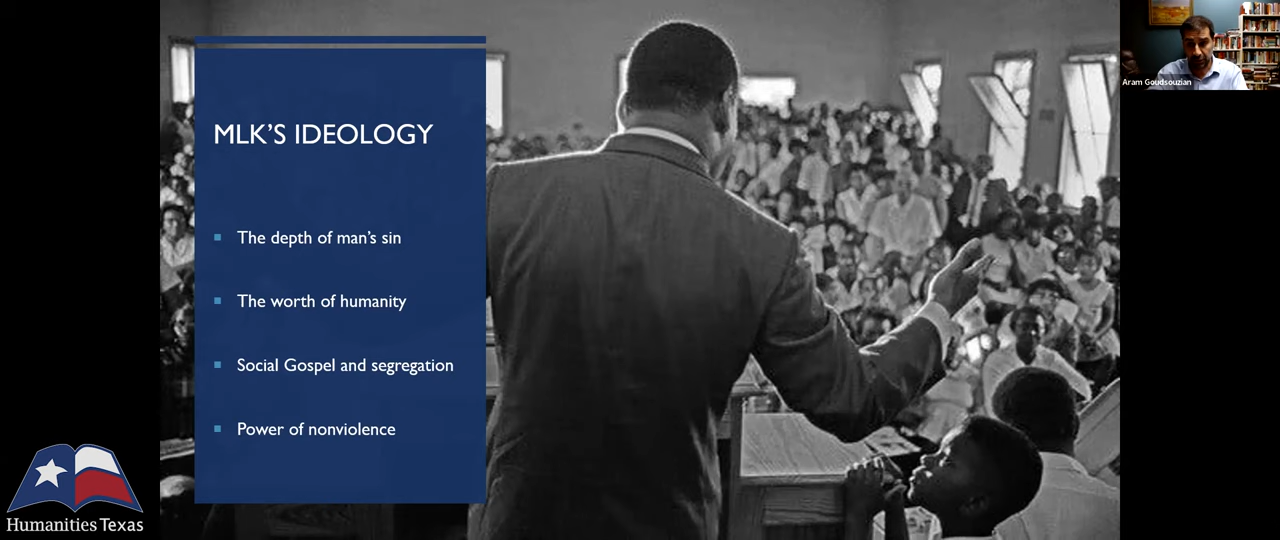 MLK'S IDEOLOGY
The depth of man's sin
The worth of humanity
Social Gospel and segregation
Power of nonviolence
Aram Goudsouzian
Humanities Texas